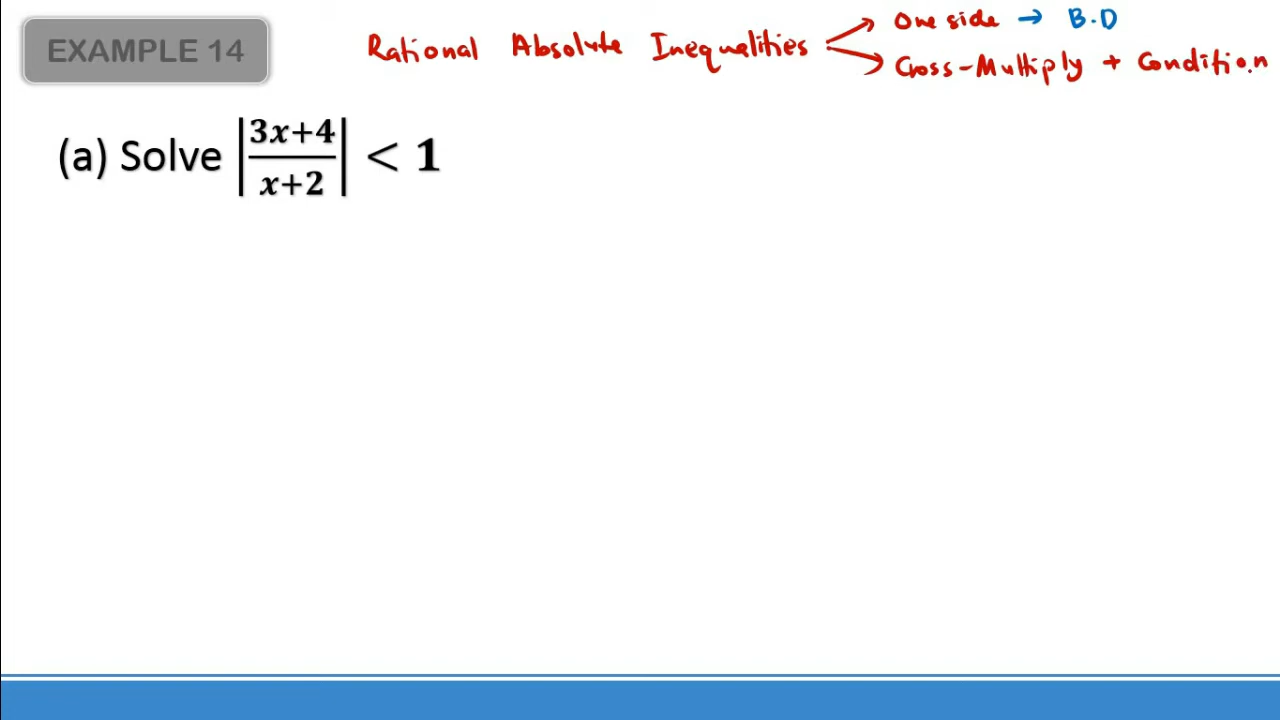 EXAMPLE 14
Rational Absolute Inequalities
One side → B.D
Cross-Multiply + Condition
(a) Solve |3x+4 / x+2| < 1